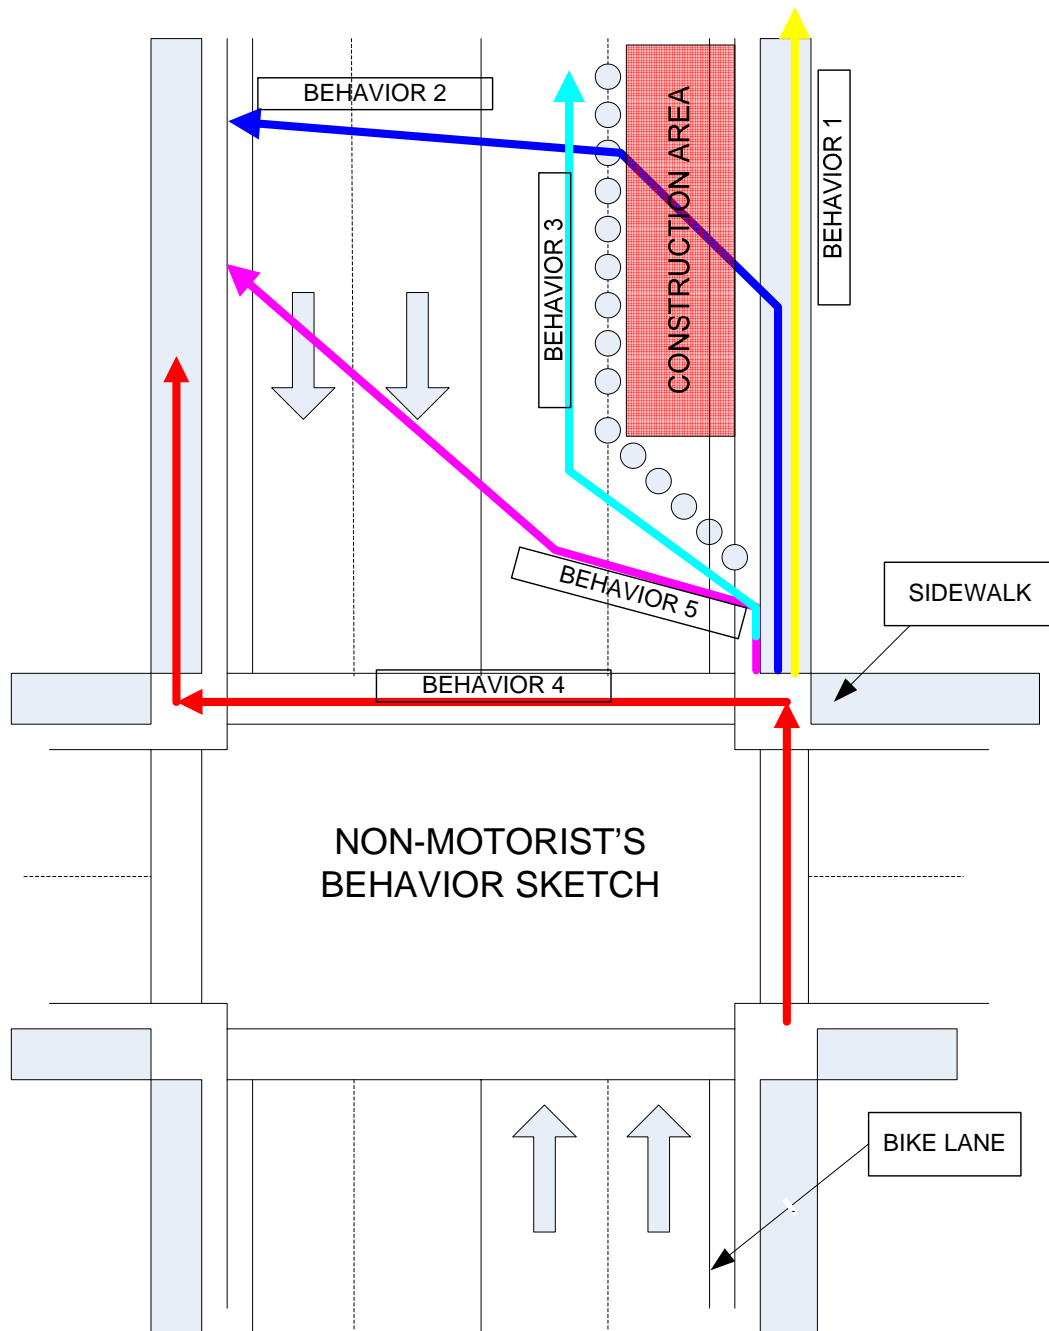 BEHAVIOR 2
CONSTRUCTION AREA
BEHAVIOR 1
BEHAVIOR 3
BEHAVIOR 5
SIDEWALK
BEHAVIOR 4
NON-MOTORIST'S
BEHAVIOR SKETCH
BIKE LANE